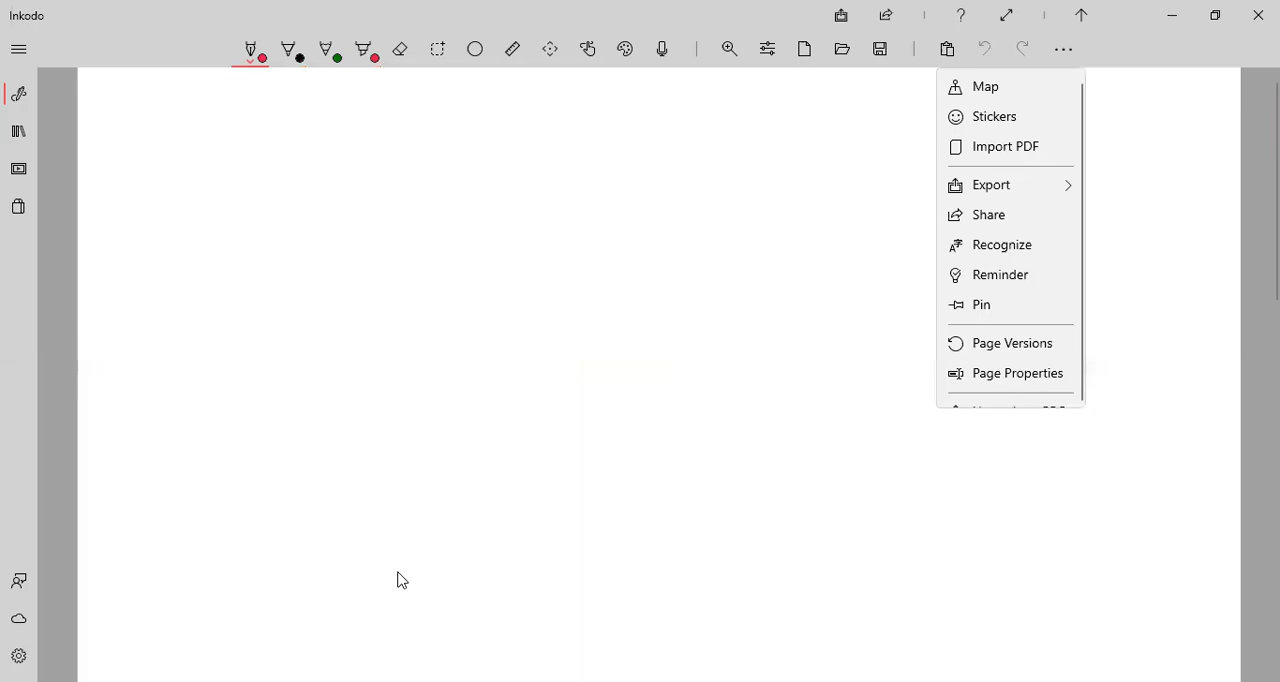 Inkodo
Map
Stickers
Import PDF
Export
Share
Recognize
Reminder
Pin
Page Versions
Page Properties